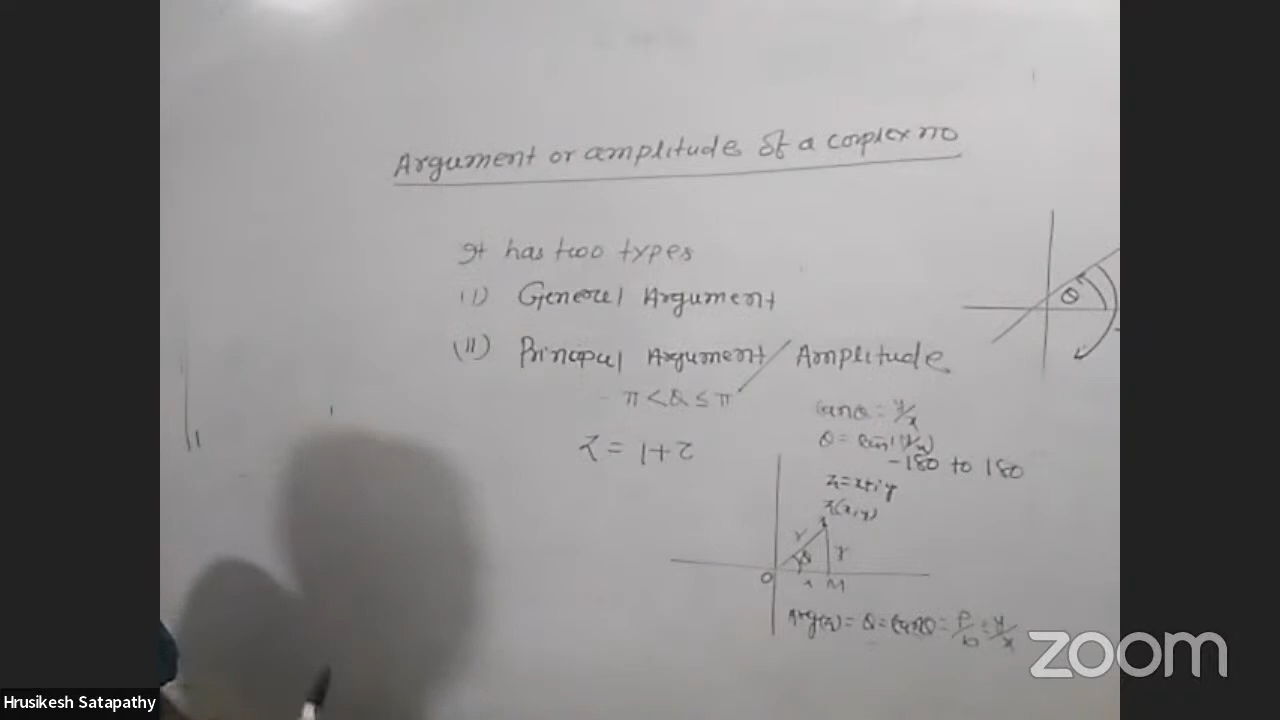 Argument or amplitude of a complex no
It has two types
(i) General Argument
θ
(II) Principal Argument / Amplitude
- π < θ ≤ π
tanθ = y/x
θ = tan⁻¹(y/x)
-180 to 180
z = 1+i
z = x+iy
z(x,y)
r
θ
y
O
x M
Arg(z) = θ = tanθ = P/b = y/x
zoom
Hrusikesh Satapathy